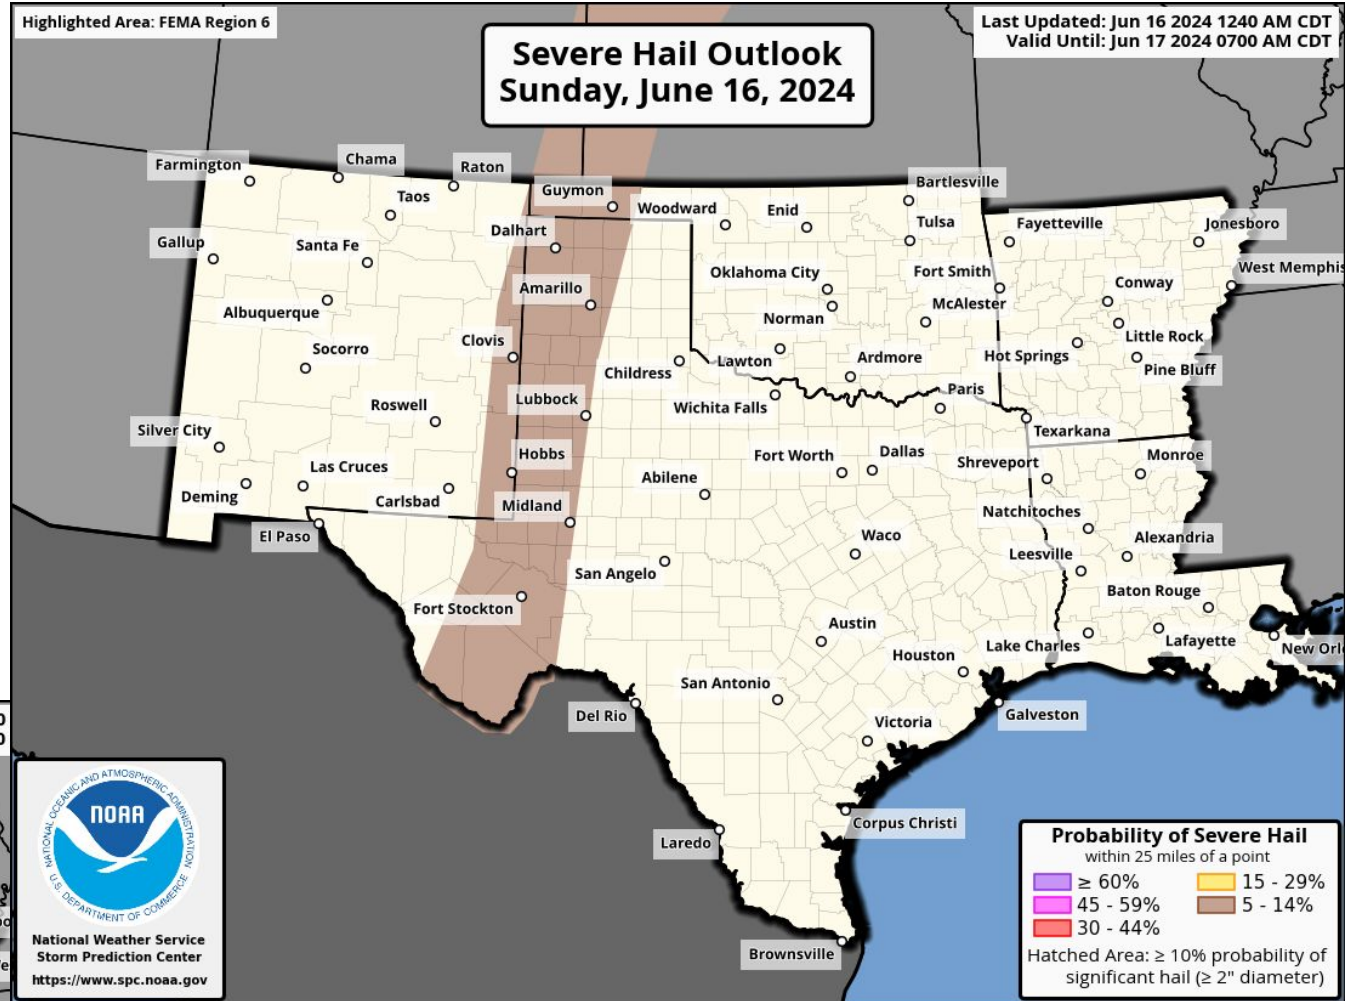 Highlighted Area: FEMA Region 6
Severe Hail Outlook
Sunday, June 16, 2024
Last Updated: Jun 16 2024 1240 AM CDT
Valid Until: Jun 17 2024 0700 AM CDT
Farmington
Chama
Raton
Taos
Guymon
Woodward
Enid
Bartlesville
Gallup
Santa Fe
Dalhart
Tulsa
Fayetteville
Jonesboro
Albuquerque
Amarillo
Oklahoma City
Fort Smith
West Memphis
Norman
McAlester
Conway
Socorro
Clovis
Childress
Lawton
Ardmore
Hot Springs
Little Rock
Pine Bluff
Roswell
Lubbock
Wichita Falls
Paris
Texarkana
Silver City
Las Cruces
Hobbs
Abilene
Fort Worth
Dallas
Shreveport
Monroe
Deming
Carlsbad
Midland
Natchitoches
El Paso
San Angelo
Waco
Leesville
Alexandria
Fort Stockton
Baton Rouge
Austin
Lake Charles
Lafayette
New Orl
Houston
San Antonio
Del Rio
Victoria
Galveston
Laredo
Corpus Christi
Brownsville
NATIONAL OCEANIC AND ATMOSPHERIC ADMINISTRATION
NOAA
U.S. DEPARTMENT OF COMMERCE
National Weather Service
Storm Prediction Center
https://www.spc.noaa.gov
Probability of Severe Hail
within 25 miles of a point
≥ 60%
45 - 59%
30 - 44%
15 - 29%
5 - 14%
Hatched Area: ≥ 10% probability of
significant hail (≥ 2" diameter)